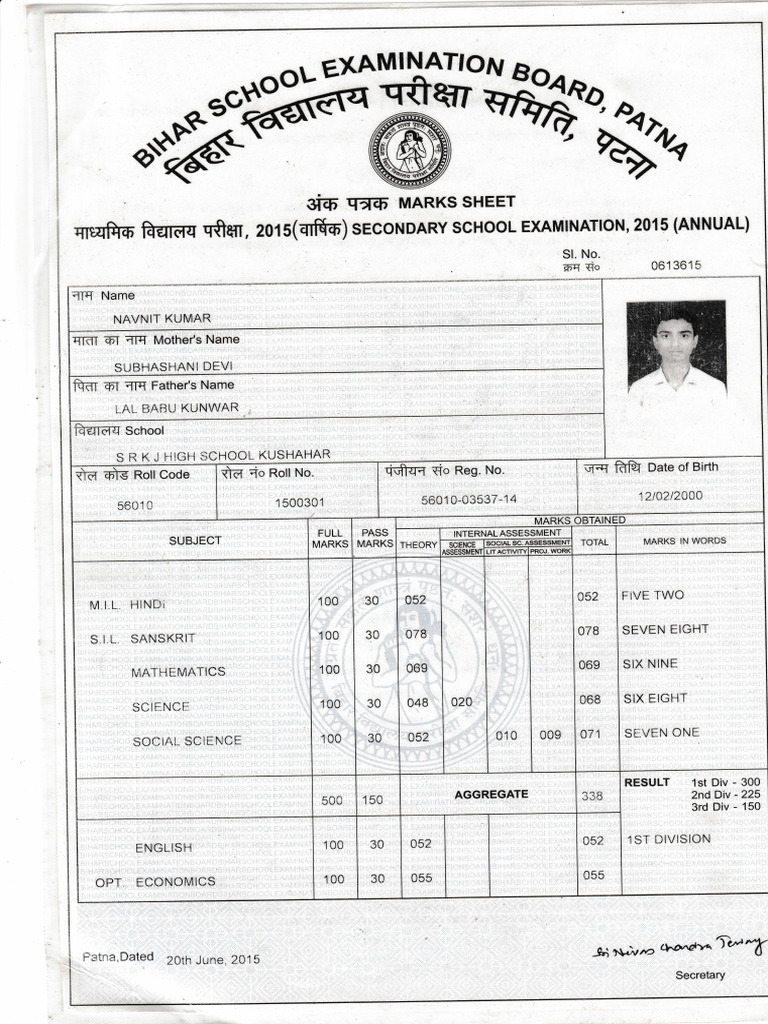 BIHAR SCHOOL EXAMINATION BOARD, PATNA
बिहार विद्यालय परीक्षा समिति, पटना
अंक पत्रक MARKS SHEET
माध्यमिक विद्यालय परीक्षा, 2015(वार्षिक) SECONDARY SCHOOL EXAMINATION, 2015 (ANNUAL)
Sl. No.
क्रम सं० 0613615
नाम Name
NAVNIT KUMAR
माता का नाम Mother's Name
SUBHASHANI DEVI
पिता का नाम Father's Name
LAL BABU KUNWAR
विद्यालय School
S R K J HIGH SCHOOL KUSHAHAR
रोल कोड Roll Code रोल नं० Roll No. पंजीयन सं० Reg. No. जन्म तिथि Date of Birth
56010 1500301 56010-03537-14 12/02/2000
MARKS OBTAINED
SUBJECT FULL MARKS PASS MARKS THEORY INTERNAL ASSESSMENT TOTAL MARKS IN WORDS
SCIENCE ASSESSMENT SOCIAL SC. ASSESSMENT
LIT ACTIVITY PROJ. WORK
M.I.L. HINDi 100 30 052 052 FIVE TWO
S.I.L. SANSKRIT 100 30 078 078 SEVEN EIGHT
MATHEMATICS 100 30 069 069 SIX NINE
SCIENCE 100 30 048 020 068 SIX EIGHT
SOCIAL SCIENCE 100 30 052 010 009 071 SEVEN ONE
500 150 AGGREGATE 338 RESULT 1st Div - 300
2nd Div - 225
3rd Div - 150
ENGLISH 100 30 052 052 1ST DIVISION
OPT. ECONOMICS 100 30 055 055
Patna,Dated 20th June, 2015
Secretary